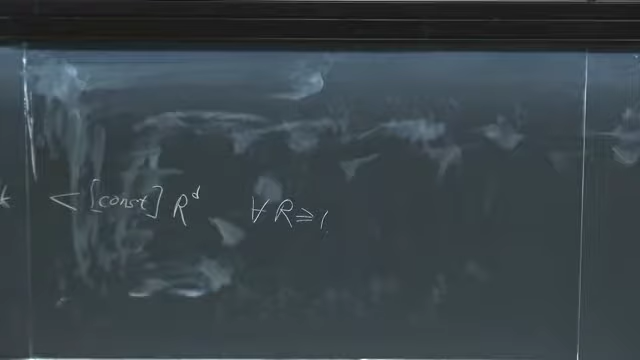 < [const] R^d ∀ R ≥ 1